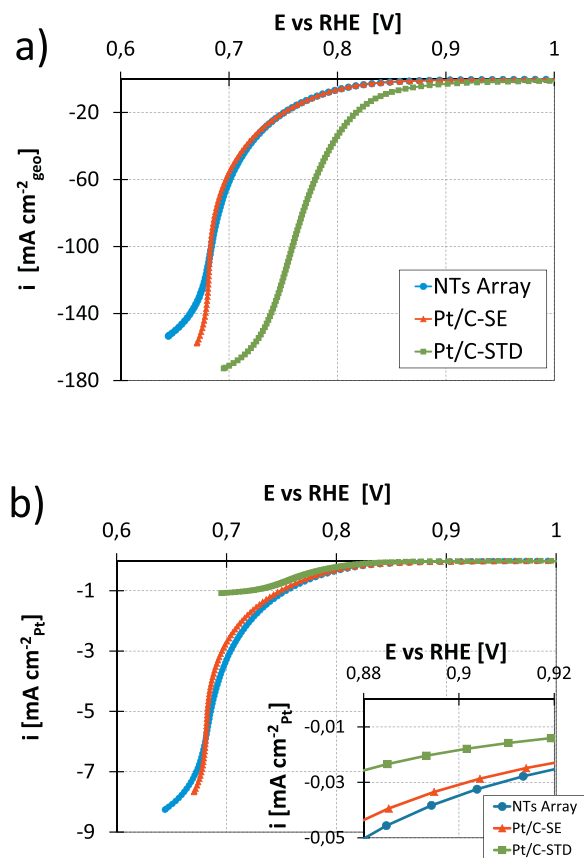 a)
E vs RHE [V]
0,6 0,7 0,8 0,9 1
-20
-60
-100
-140
-180
i [mA cm⁻²geo]
NTs Array
Pt/C-SE
Pt/C-STD
b)
E vs RHE [V]
0,6 0,7 0,8 0,9 1
-1
-3
-5
-7
-9
i [mA cm⁻²Pt]
E vs RHE [V]
0,88 0,9 0,92
-0,01
-0,03
-0,05
i [mA cm⁻²Pt]
NTs Array
Pt/C-SE
Pt/C-STD